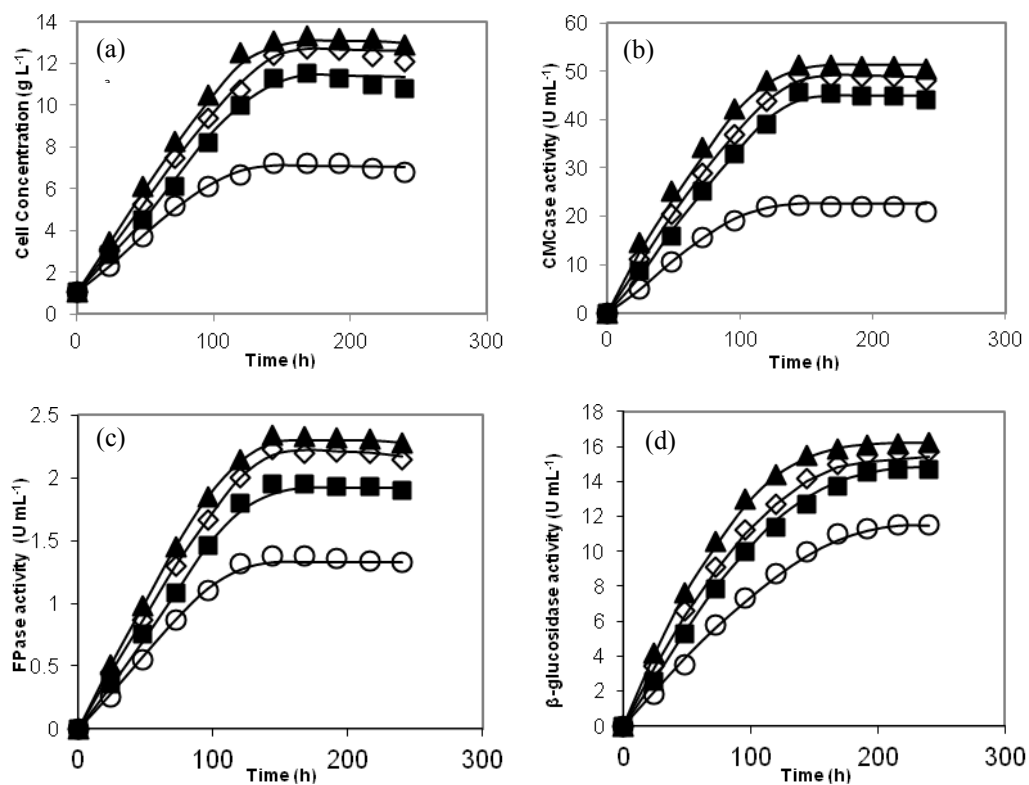 (a)
14
12
10
8
6
4
2
0
Cell Concentration (g L-1)
0 100 200 300
Time (h)
(b)
60
50
40
30
20
10
0
CMCase activity (U mL-1)
0 100 200 300
Time (h)
(c)
2.5
2
1.5
1
0.5
0
FPase activity (U mL-1)
0 100 200 300
Time (h)
(d)
18
16
14
12
10
8
6
4
2
0
β-glucosidase activity (U mL-1)
0 100 200 300
Time (h)